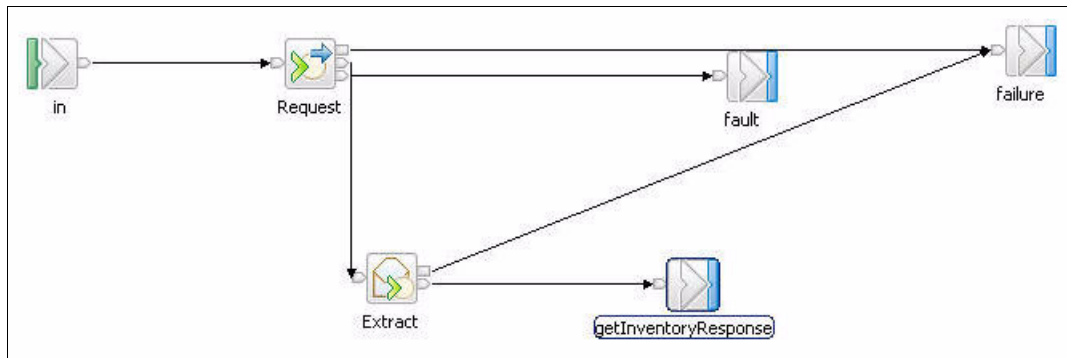 in
Request
fault
failure
Extract
getInventoryResponse